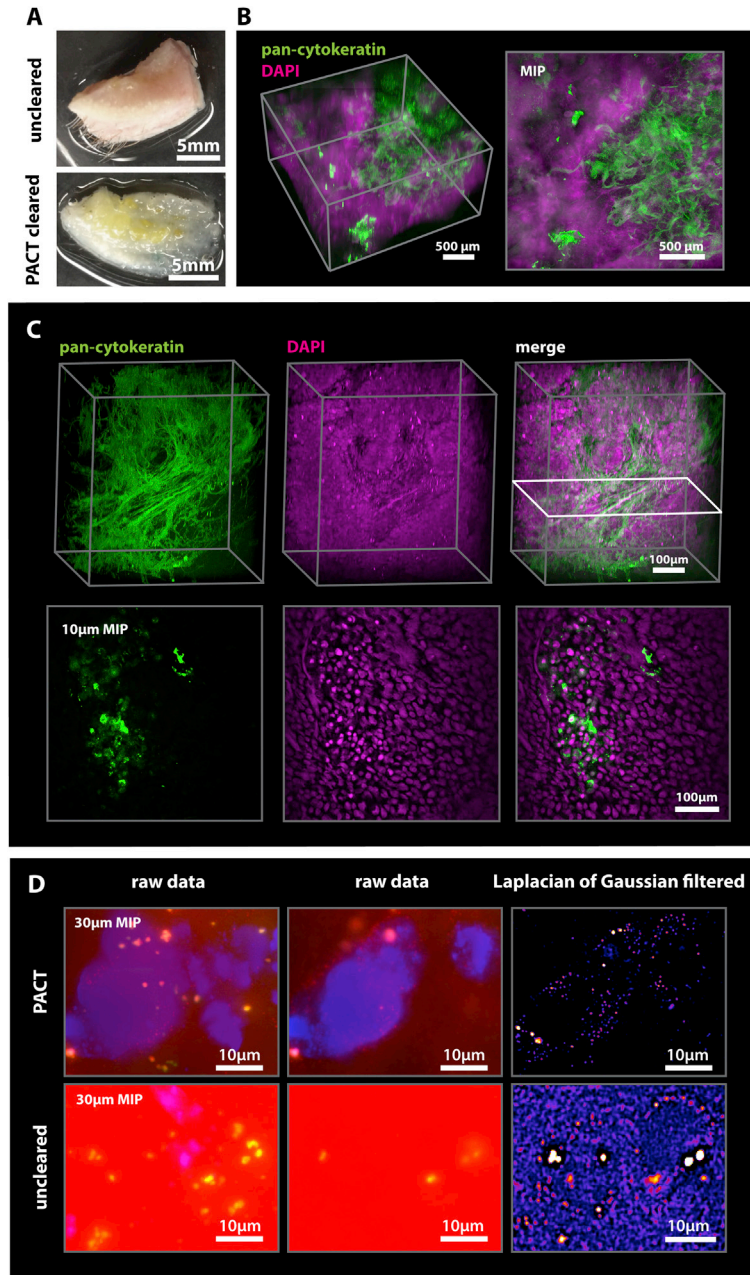 A
uncleared
5mm
PACT cleared
5mm
B
pan-cytokeratin
DAPI
500 µm
MIP
500 µm
C
pan-cytokeratin
DAPI
merge
100µm
10µm MIP
100µm
D
raw data
raw data
Laplacian of Gaussian filtered
PACT
30µm MIP
10µm
10µm
10µm
uncleared
30µm MIP
10µm
10µm
10µm